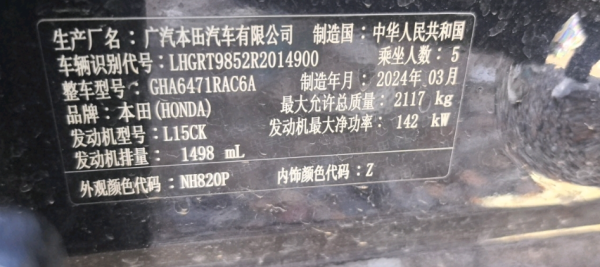 生产厂名：广汽本田汽车有限公司 制造国：中华人民共和国
车辆识别代号：LHGRT9852R2014900 乘坐人数：5
整车型号：GHA6471RAC6A 制造年月：2024年03月
品牌：本田(HONDA) 最大允许总质量：2117 kg
发动机型号：L15CK 发动机最大净功率：142 kW
发动机排量：1498 mL
外观颜色代码：NH820P 内饰颜色代码：Z